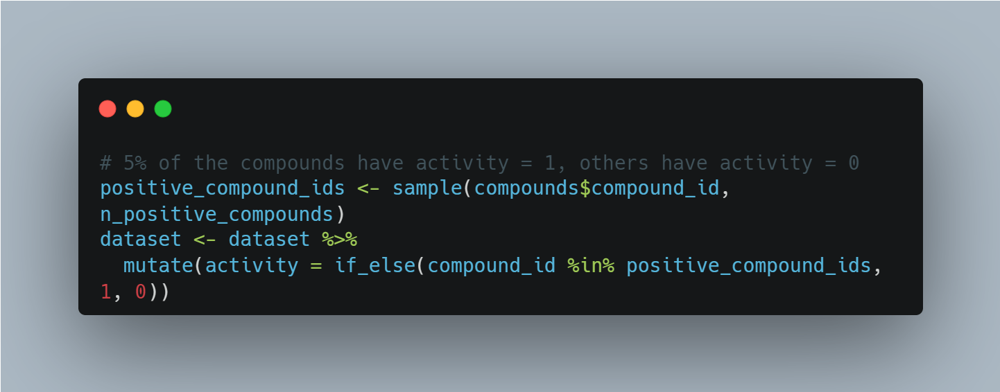 # 5% of the compounds have activity = 1, others have activity = 0
positive_compound_ids <- sample(compounds$compound_id,
n_positive_compounds)
dataset <- dataset %>%
  mutate(activity = if_else(compound_id %in% positive_compound_ids,
1, 0))